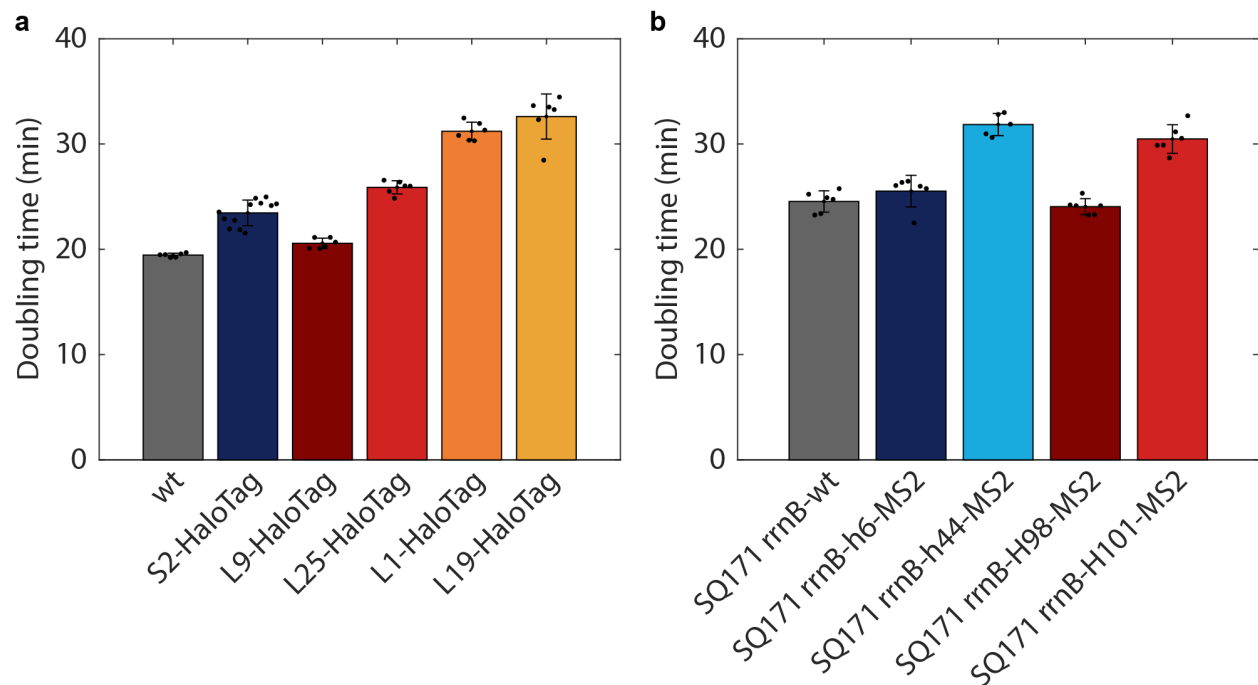 a
Doubling time (min)
40
30
20
10
0
wt
S2-HaloTag
L9-HaloTag
L25-HaloTag
L1-HaloTag
L19-HaloTag
b
Doubling time (min)
40
30
20
10
0
SQ171 rrnB-wt
SQ171 rrnB-h6-MS2
SQ171 rrnB-h44-MS2
SQ171 rrnB-H98-MS2
SQ171 rrnB-H101-MS2